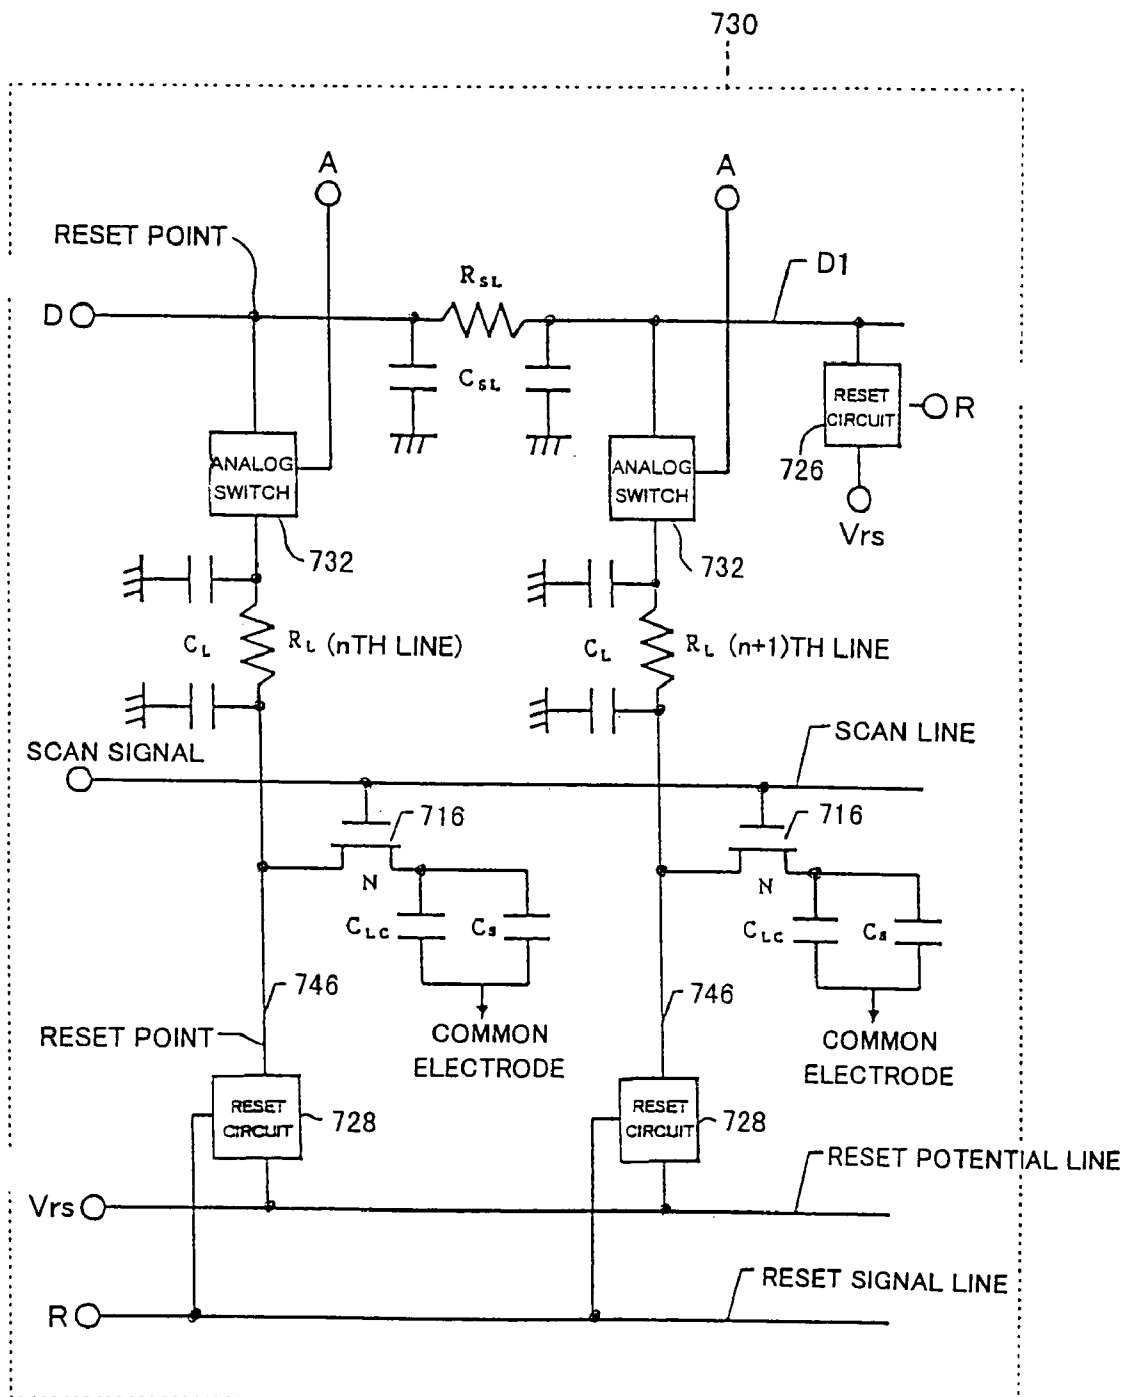 730
A
A
RESET POINT
D1
R_SL
D
C_SL
RESET
CIRCUIT
R
726
Vrs
ANALOG
SWITCH
ANALOG
SWITCH
732
732
C_L
R_L (nTH LINE)
C_L
R_L (n+1)TH LINE
SCAN SIGNAL
SCAN LINE
716
716
N
N
C_LC
C_S
C_LC
C_S
746
746
RESET POINT
COMMON
ELECTRODE
COMMON
ELECTRODE
RESET
CIRCUIT
728
RESET
CIRCUIT
728
RESET POTENTIAL LINE
Vrs
RESET SIGNAL LINE
R